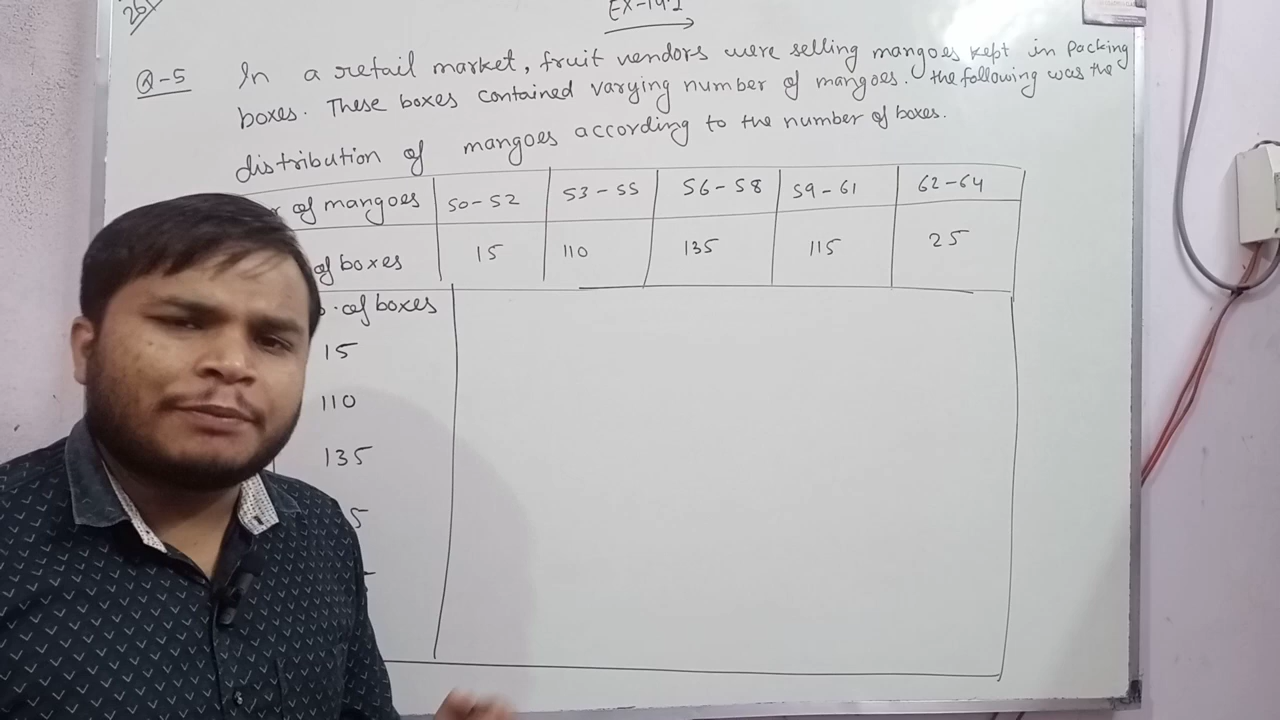 Ex-14.1
Q-5 In a retail market, fruit vendors were selling mangoes kept in packing
boxes. These boxes contained varying number of mangoes. the following was the
distribution of mangoes according to the number of boxes.
of mangoes 50-52 53-55 56-58 59-61 62-64
of boxes 15 110 135 115 25
of boxes
15
110
135
5